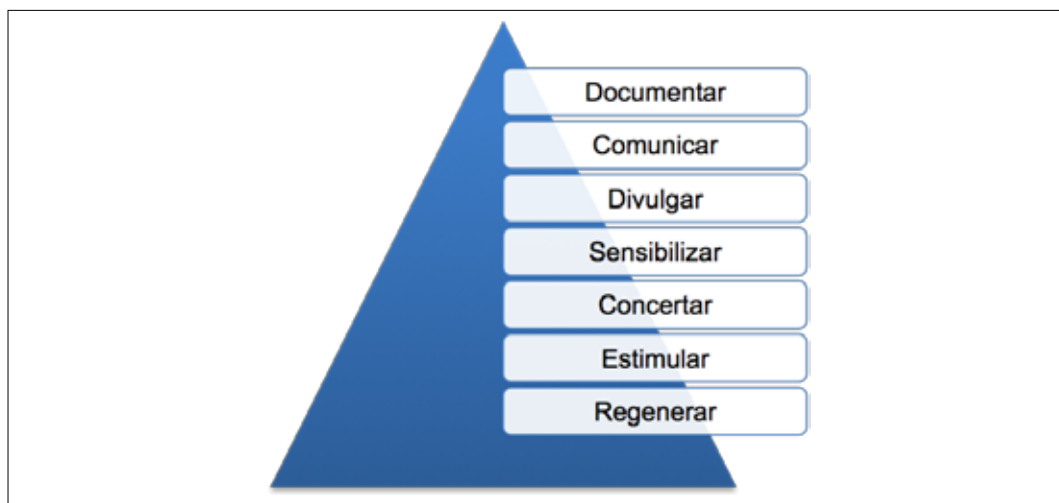 Documentar
Comunicar
Divulgar
Sensibilizar
Concertar
Estimular
Regenerar